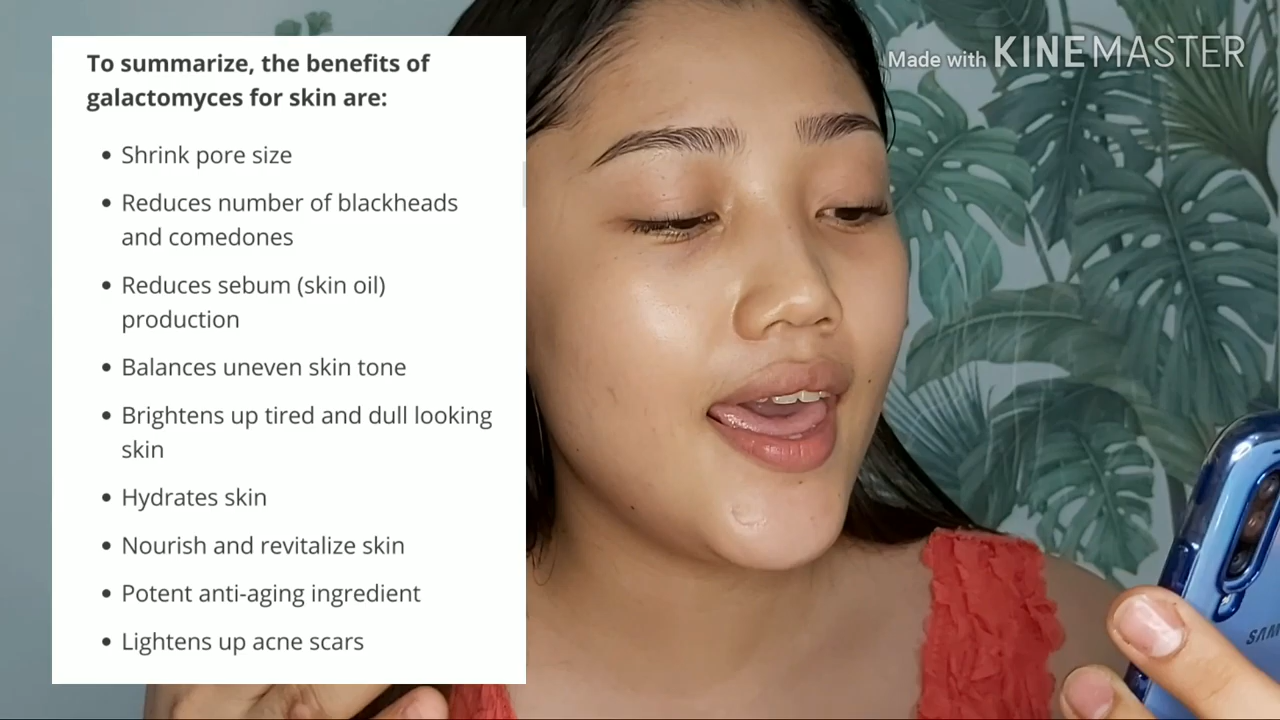 To summarize, the benefits of
galactomyces for skin are:
Shrink pore size
Reduces number of blackheads
and comedones
Reduces sebum (skin oil)
production
Balances uneven skin tone
Brightens up tired and dull looking
skin
Hydrates skin
Nourish and revitalize skin
Potent anti-aging ingredient
Lightens up acne scars
Made with KINEMASTER